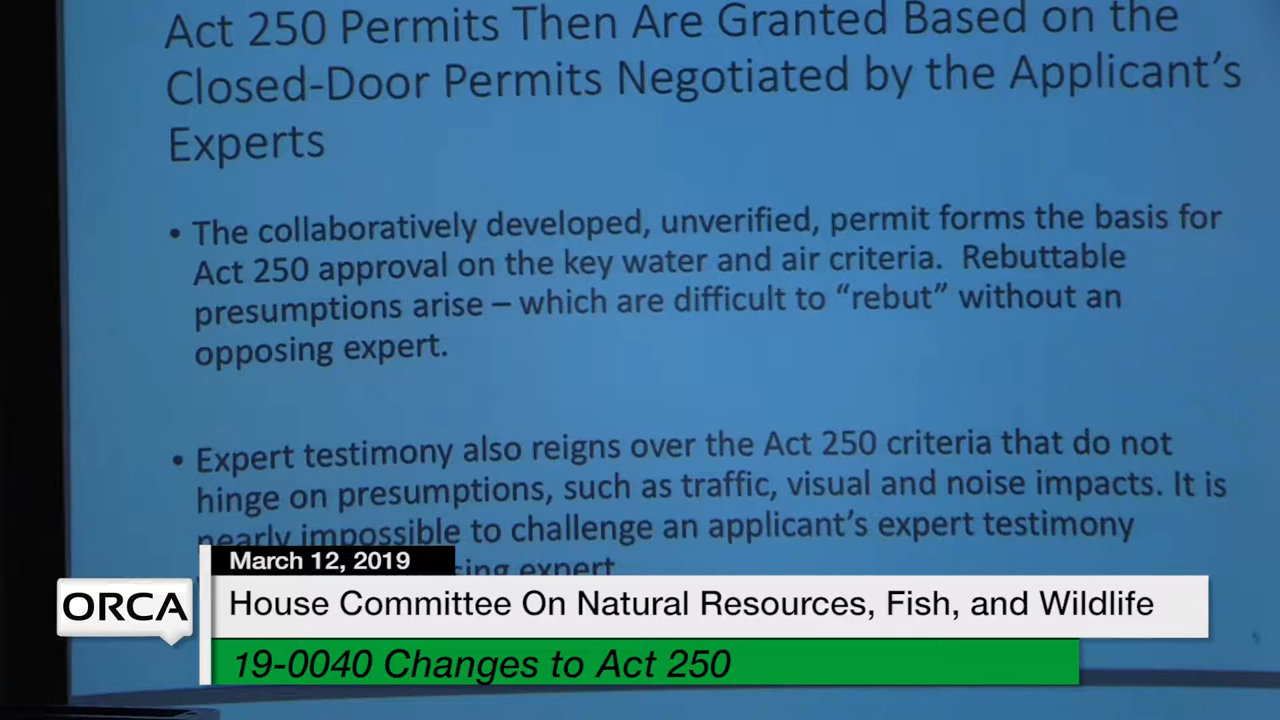 Act 250 Permits Then Are Granted Based on the
Closed-Door Permits Negotiated by the Applicant's
Experts
• The collaboratively developed, unverified, permit forms the basis for
Act 250 approval on the key water and air criteria. Rebuttable
presumptions arise – which are difficult to “rebut” without an
opposing expert.
• Expert testimony also reigns over the Act 250 criteria that do not
hinge on presumptions, such as traffic, visual and noise impacts. It is
nearly impossible to challenge an applicant's expert testimony
expert
March 12, 2019
ORCA
House Committee On Natural Resources, Fish, and Wildlife
19-0040 Changes to Act 250